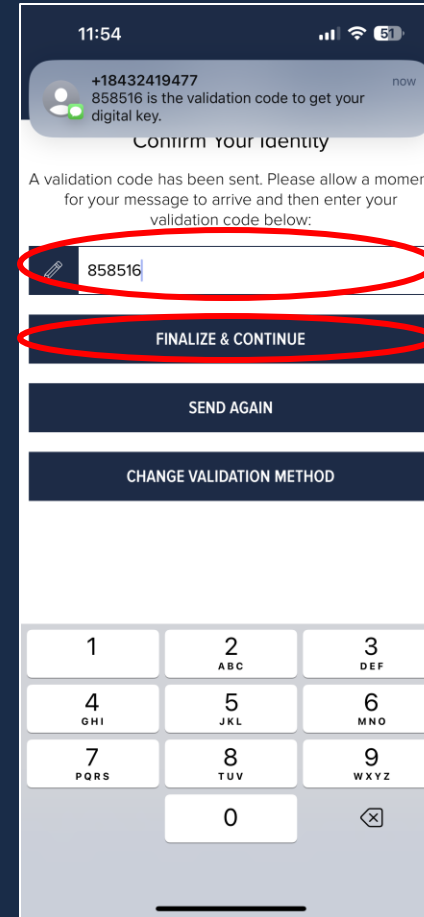 11:54
51
+18432419477
now
858516 is the validation code to get your
digital key.
Confirm Your Identity
A validation code has been sent. Please allow a momen
for your message to arrive and then enter your
validation code below:
858516
FINALIZE & CONTINUE
SEND AGAIN
CHANGE VALIDATION METHOD
1 2 3
ABC DEF
4 5 6
GHI JKL MNO
7 8 9
PQRS TUV WXYZ
0